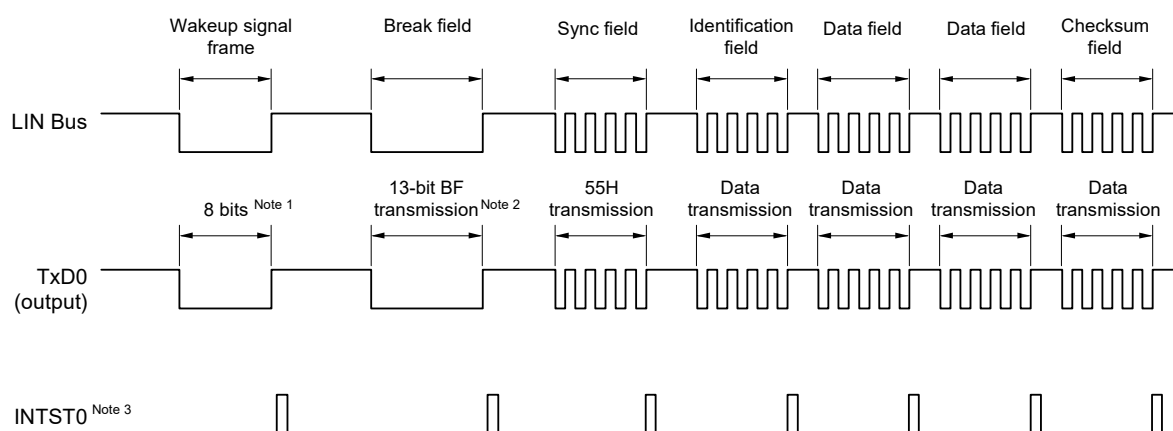 Wakeup signal
frame
Break field
Sync field
Identification
field
Data field
Data field
Checksum
field
LIN Bus
8 bits Note 1
13-bit BF
transmission Note 2
55H
transmission
Data
transmission
Data
transmission
Data
transmission
Data
transmission
TxD0
(output)
INTST0 Note 3